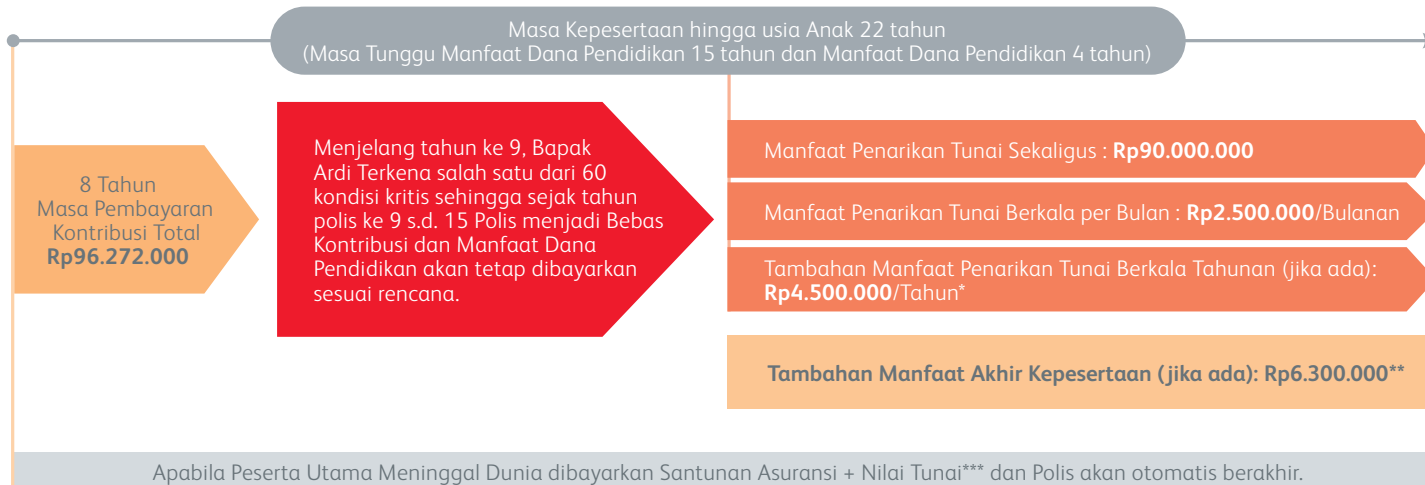 Masa Kepesertaan hingga usia Anak 22 tahun
(Masa Tunggu Manfaat Dana Pendidikan 15 tahun dan Manfaat Dana Pendidikan 4 tahun)
8 Tahun
Masa Pembayaran
Kontribusi Total
Rp96.272.000
Menjelang tahun ke 9, Bapak
Ardi Terkena salah satu dari 60
kondisi kritis sehingga sejak tahun
polis ke 9 s.d. 15 Polis menjadi Bebas
Kontribusi dan Manfaat Dana
Pendidikan akan tetap dibayarkan
sesuai rencana.
Manfaat Penarikan Tunai Sekaligus : Rp90.000.000
Manfaat Penarikan Tunai Berkala per Bulan : Rp2.500.000/Bulanan
Tambahan Manfaat Penarikan Tunai Berkala Tahunan (jika ada):
Rp4.500.000/Tahun*
Tambahan Manfaat Akhir Kepesertaan (jika ada): Rp6.300.000**
Apabila Peserta Utama Meninggal Dunia dibayarkan Santunan Asuransi + Nilai Tunai*** dan Polis akan otomatis berakhir.